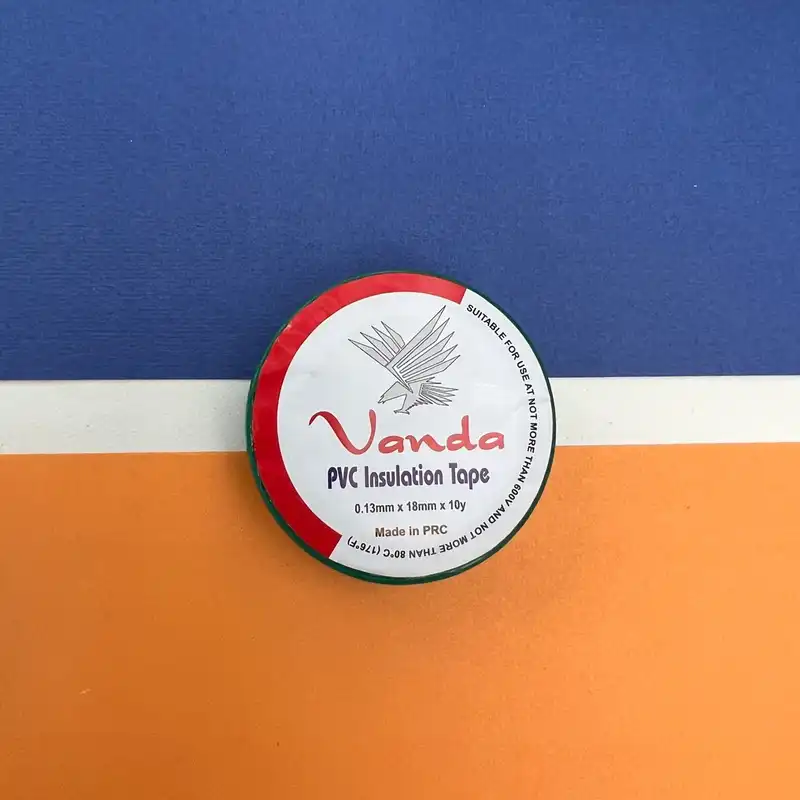 Vanda
PVC Insulation Tape
0.13mm x 18mm x 10y
Made in PRC
SUITABLE FOR USE AT NOT MORE THAN 600V AND NOT MORE THAN 80°C (176°F)